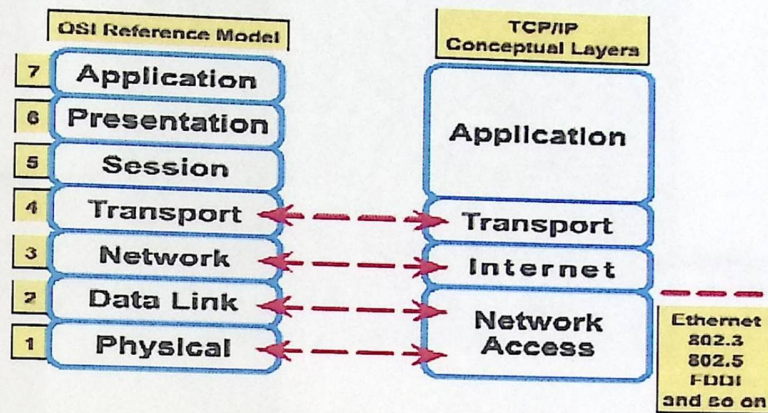 OSI Reference Model
7 Application
6 Presentation
5 Session
4 Transport
3 Network
2 Data Link
1 Physical
TCP/IP
Conceptual Layers
Application
Transport
Internet
Network
Access
Ethernet
802.3
802.5
FDDI
and so on